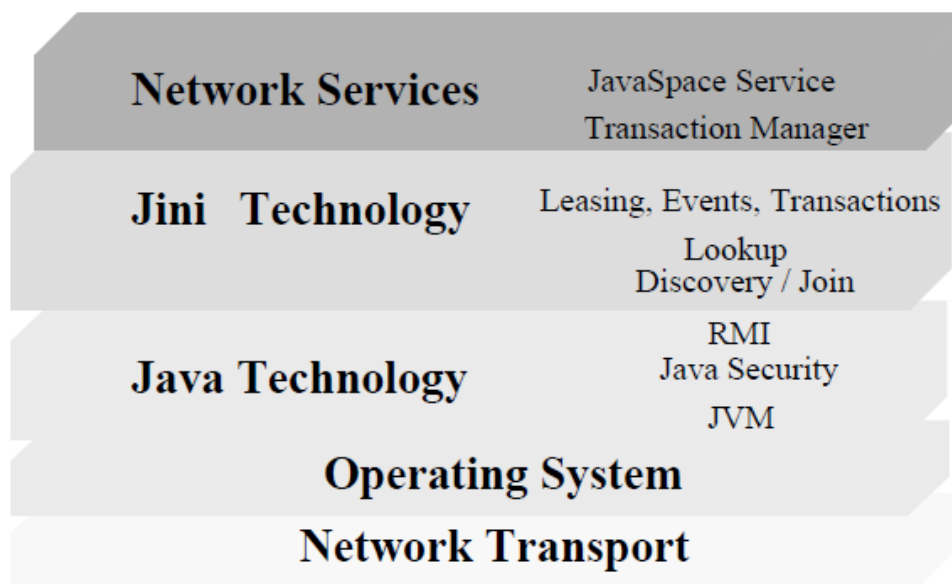 Network Services
JavaSpace Service
Transaction Manager
Jini Technology
Leasing, Events, Transactions
Lookup
Discovery / Join
Java Technology
RMI
Java Security
JVM
Operating System
Network Transport